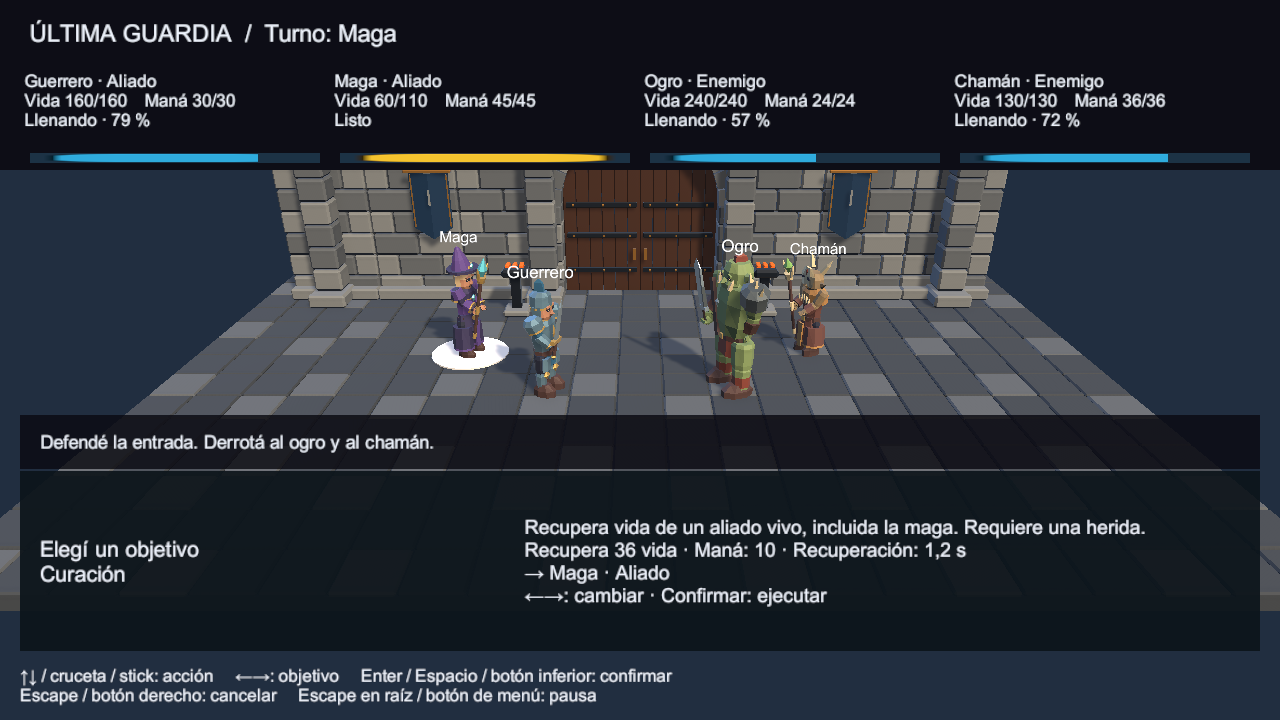 ÚLTIMA GUARDIA / Turno: Maga
Guerrero · Aliado
Vida 160/160 Maná 30/30
Llenando · 79 %
Maga · Aliado
Vida 60/110 Maná 45/45
Listo
Ogro · Enemigo
Vida 240/240 Maná 24/24
Llenando · 57 %
Chamán · Enemigo
Vida 130/130 Maná 36/36
Llenando · 72 %
Maga
Guerrero
Ogro
Chamán
Defendé la entrada. Derrotá al ogro y al chamán.
Elegí un objetivo
Curación
Recupera vida de un aliado vivo, incluida la maga. Requiere una herida.
Recupera 36 vida · Maná: 10 · Recuperación: 1,2 s
→ Maga · Aliado
←→: cambiar · Confirmar: ejecutar
↑↓ / cruceta / stick: acción ←→: objetivo Enter / Espacio / botón inferior: confirmar
Escape / botón derecho: cancelar Escape en raíz / botón de menú: pausa